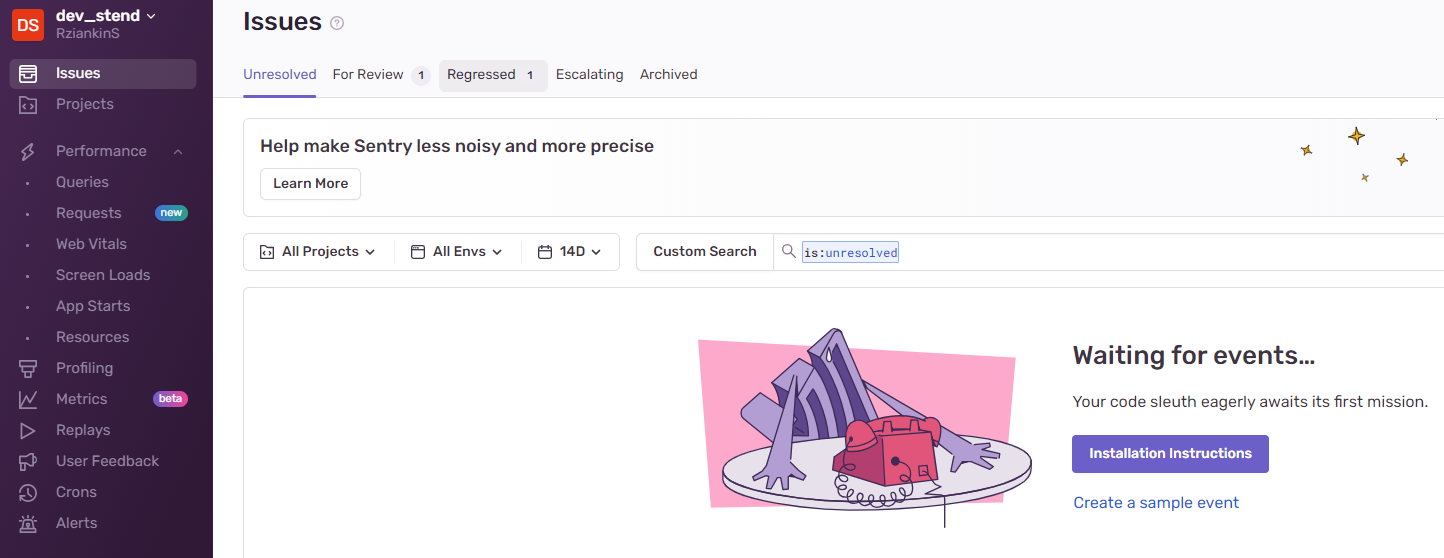 DS
dev_stend
RziankinS
Issues
Projects
Performance
Queries
Requests new
Web Vitals
Screen Loads
App Starts
Resources
Profiling
Metrics beta
Replays
User Feedback
Crons
Alerts
Issues ?
Unresolved For Review 1 Regressed 1 Escalating Archived
Help make Sentry less noisy and more precise
Learn More
All Projects All Envs 14D Custom Search is:unresolved
Waiting for events…
Your code sleuth eagerly awaits its first mission.
Installation Instructions
Create a sample event